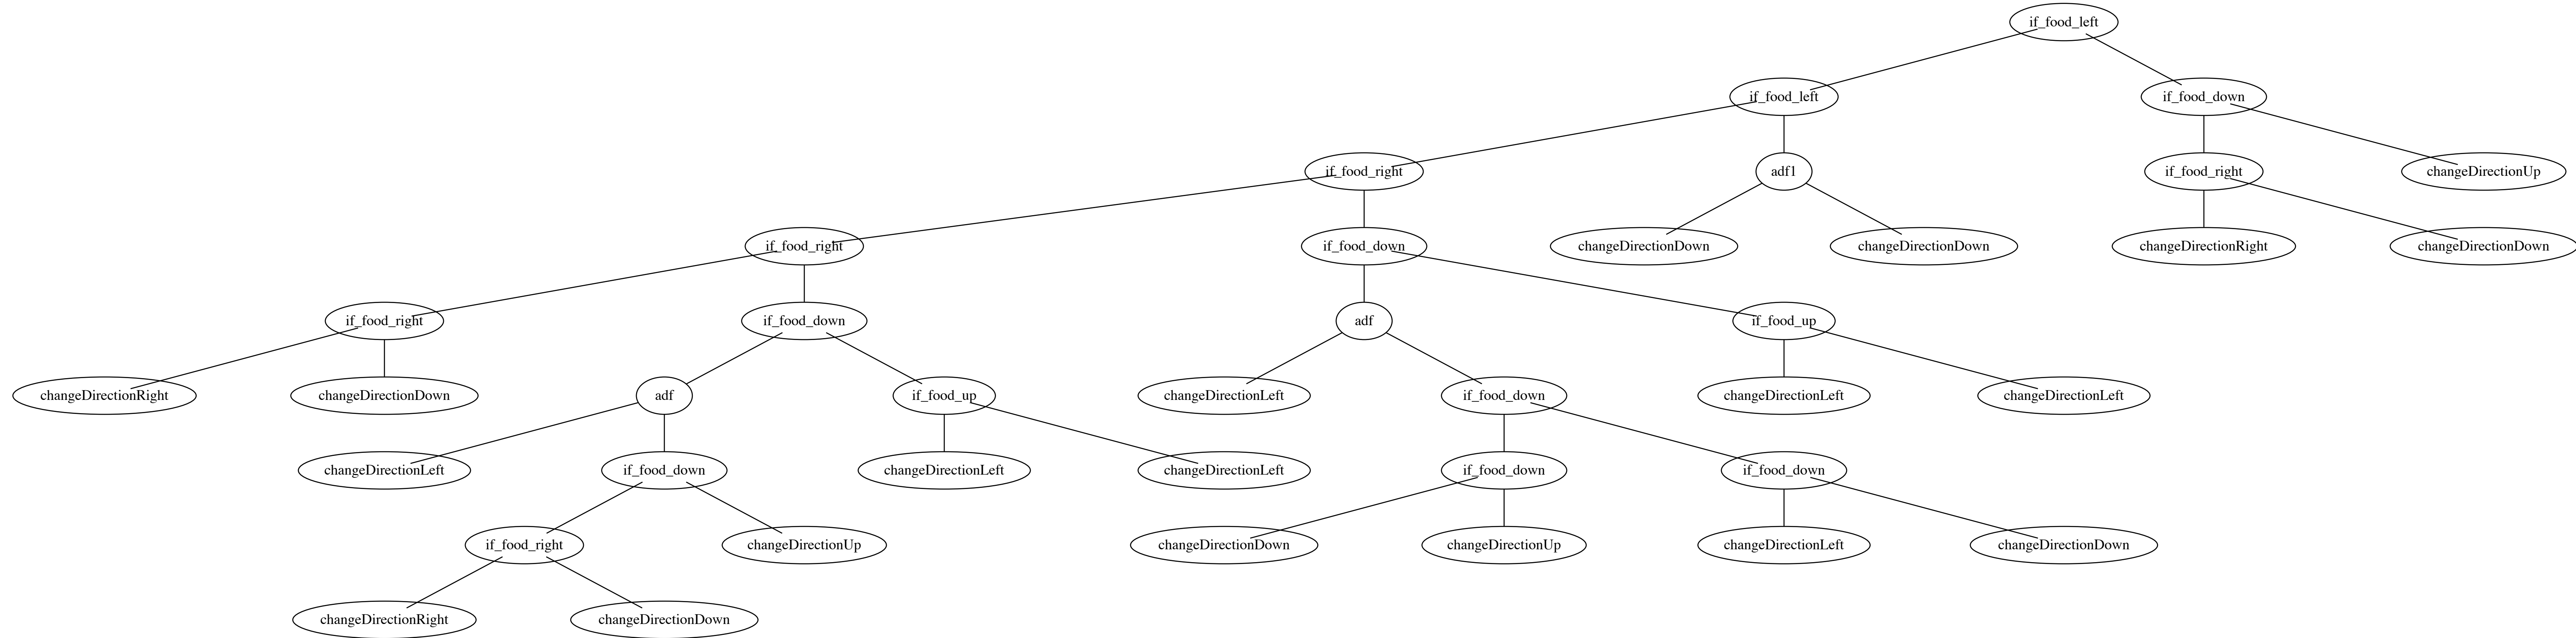 if_food_left
if_food_left
if_food_down
if_food_right
adf1
if_food_right
changeDirectionUp
if_food_right
if_food_down
changeDirectionDown
changeDirectionDown
changeDirectionRight
changeDirectionDown
if_food_right
if_food_down
adf
if_food_up
changeDirectionRight
changeDirectionDown
adf
if_food_up
changeDirectionLeft
if_food_down
changeDirectionLeft
changeDirectionLeft
changeDirectionLeft
if_food_down
changeDirectionLeft
changeDirectionLeft
if_food_down
if_food_down
if_food_right
changeDirectionUp
changeDirectionDown
changeDirectionUp
changeDirectionLeft
changeDirectionDown
changeDirectionRight
changeDirectionDown